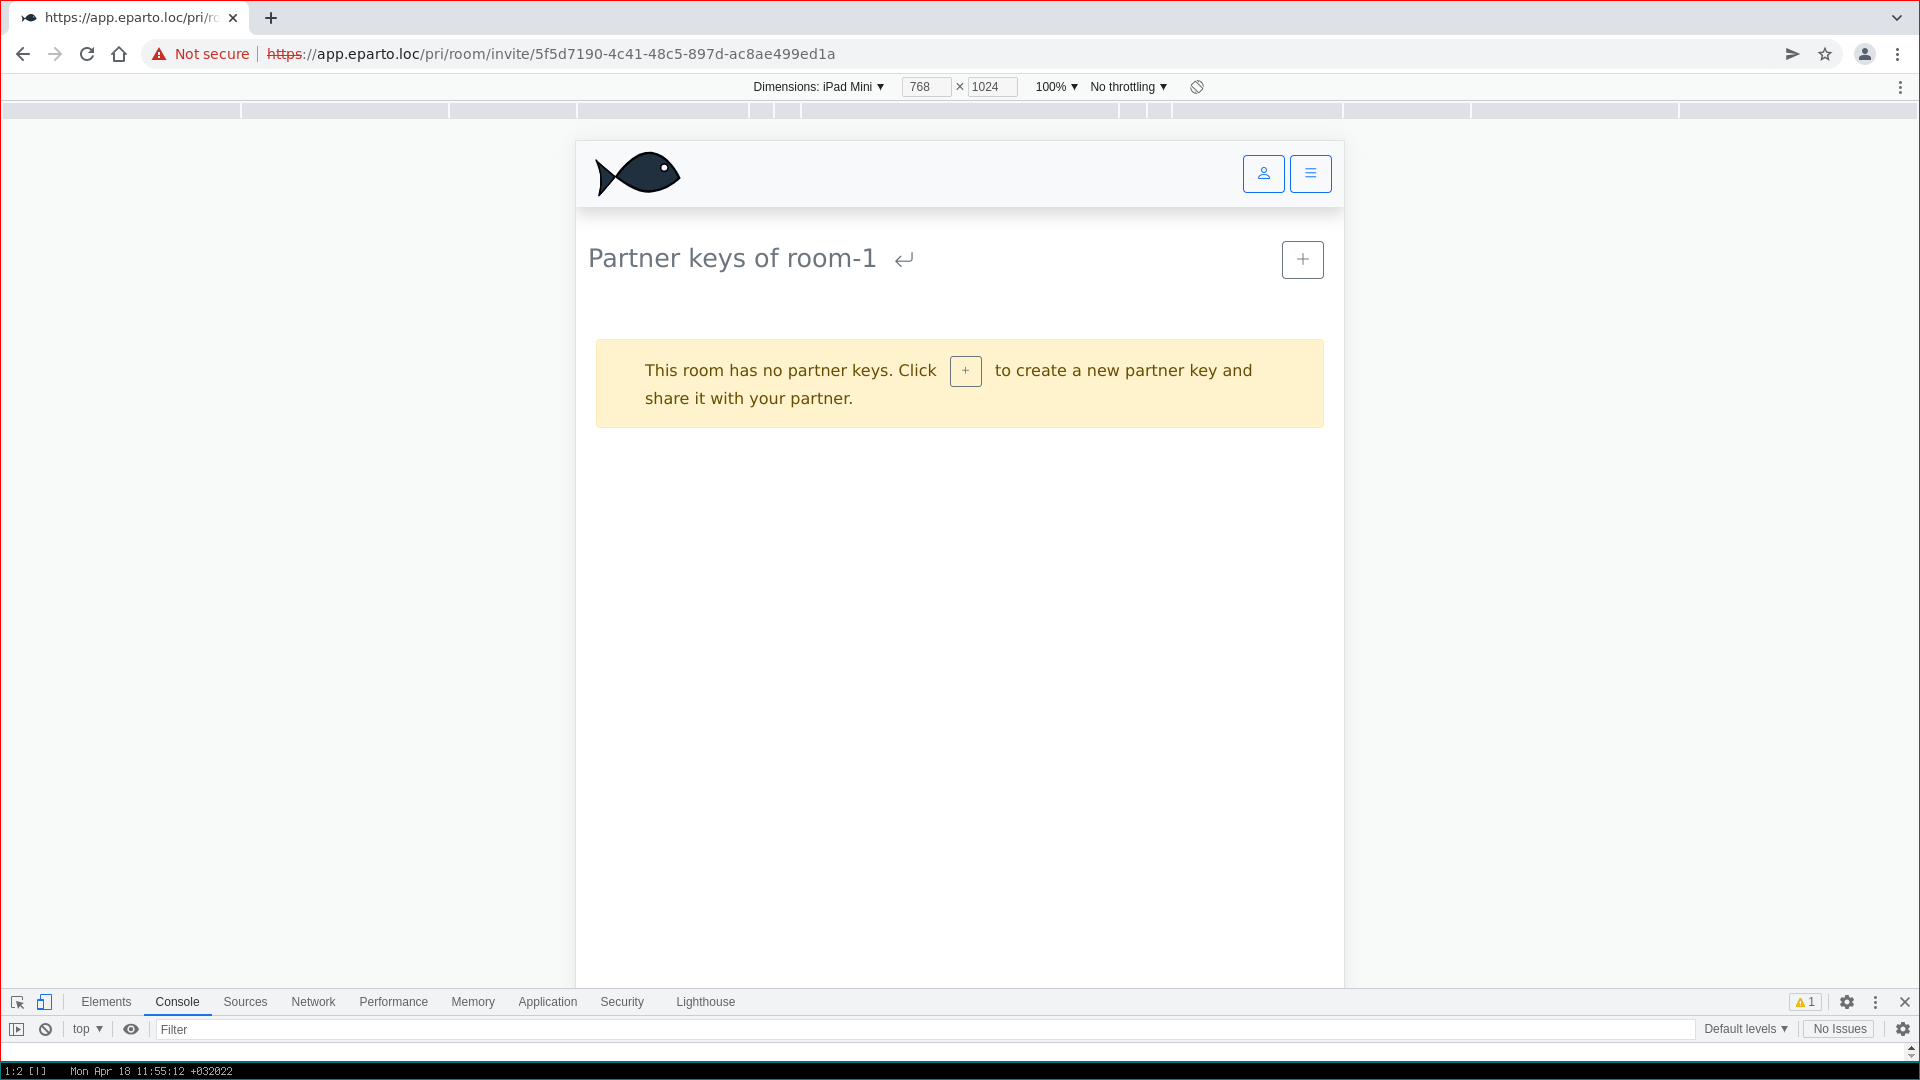 https://app.eparto.loc/pri/ro
Not secure https://app.eparto.loc/pri/room/invite/5f5d7190-4c41-48c5-897d-ac8ae499ed1a
Dimensions: iPad Mini ▼ 768 × 1024 100% ▼ No throttling ▼
Partner keys of room-1
This room has no partner keys. Click + to create a new partner key and
share it with your partner.
Elements Console Sources Network Performance Memory Application Security Lighthouse 1
top ▼ Filter Default levels ▼ No Issues
1:2 [|] Mon Apr 18 11:55:12 +032022